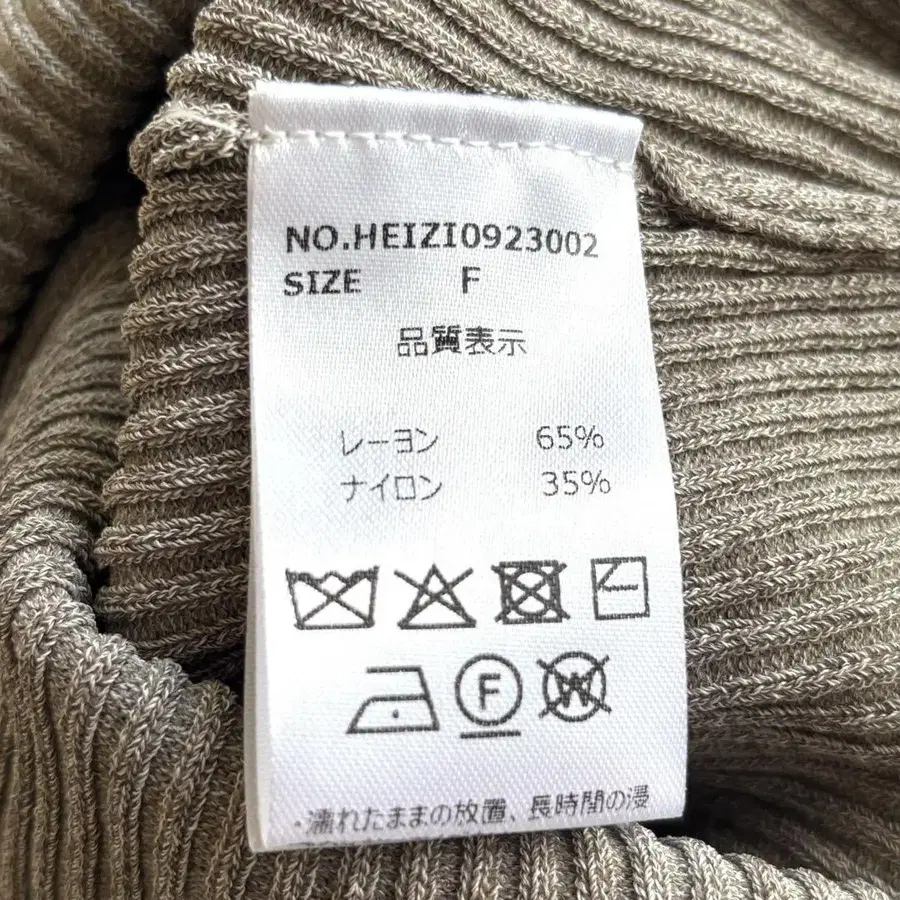 NO.HEIZI0923002
SIZE F
品質表示
レーヨン 65%
ナイロン 35%
F
W
・濡れたままの放置、長時間の浸